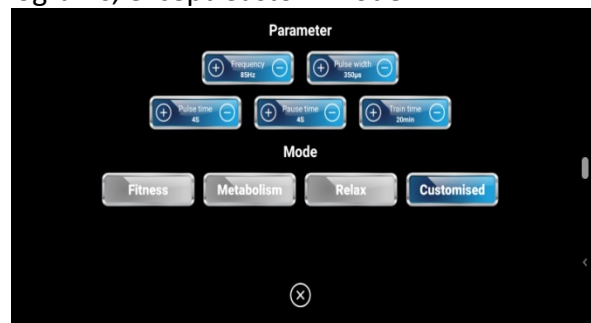 Parameter
Frequency
85Hz
Pulse width
350μs
Pulse time
4S
Pause time
4S
Train time
20min
Mode
Fitness
Metabolism
Relax
Customised